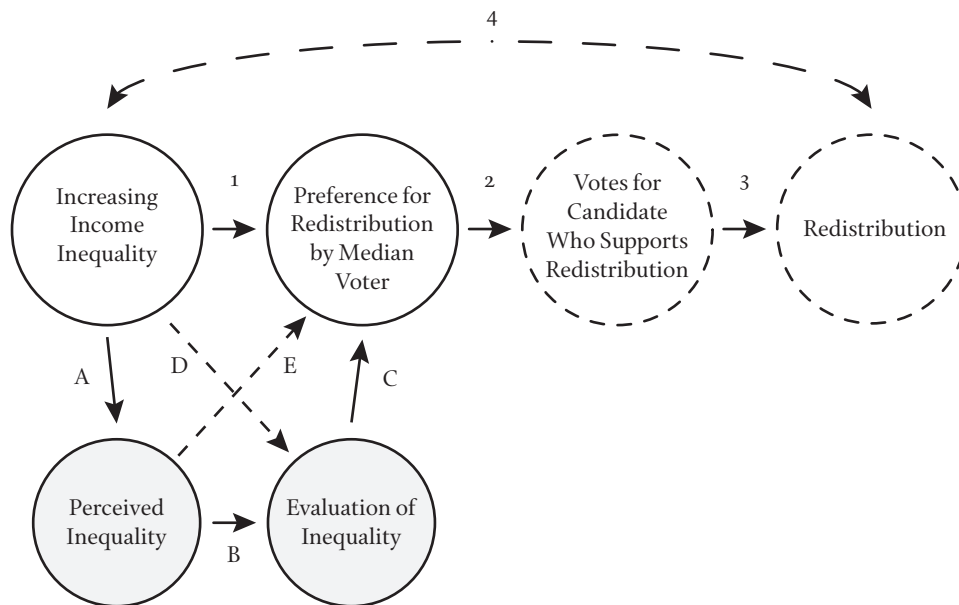 4
1
2
3
Increasing
Income
Inequality
Preference for
Redistribution
by Median
Voter
Votes for
Candidate
Who Supports
Redistribution
Redistribution
A
D
E
C
Perceived
Inequality
B
Evaluation of
Inequality